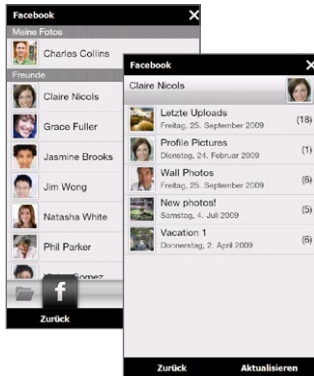 Facebook
Meine Fotos
Charles Collins
Freunde
Claire Nicols
Grace Fuller
Jasmine Brooks
Jim Wong
Natasha White
Phil Parker
Gomez
Zurück
Facebook
Claire Nicols
Letzte Uploads (18)
Freitag, 25. September 2009
Profile Pictures (1)
Dienstag, 24. Februar 2009
Wall Photos (6)
Freitag, 25. September 2009
New photos! (5)
Samstag, 4. Juli 2009
Vacation 1 (6)
Donnerstag, 2. April 2009
Zurück Aktualisieren